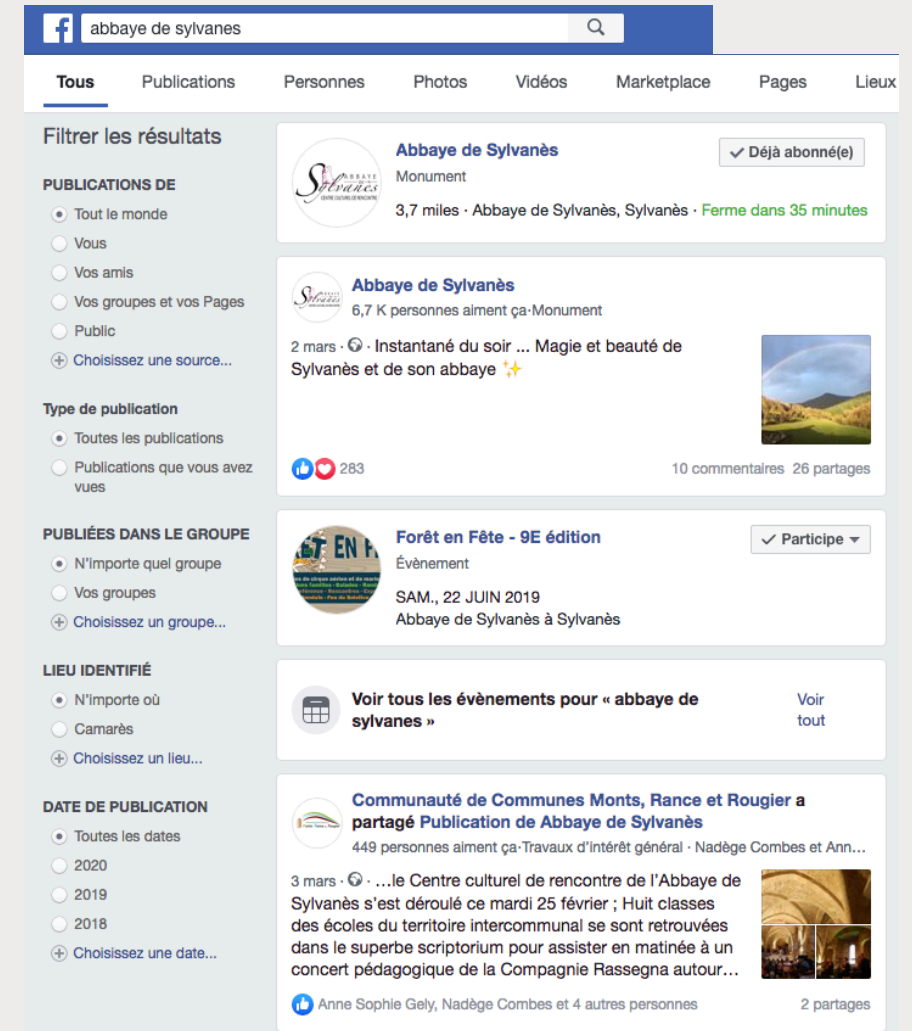 abbaye de sylvanes
Tous Publications Personnes Photos Vidéos Marketplace Pages Lieux
Filtrer les résultats
PUBLICATIONS DE
Tout le monde
Vous
Vos amis
Vos groupes et vos Pages
Public
Choisissez une source...
Type de publication
Toutes les publications
Publications que vous avez
vues
PUBLIÉES DANS LE GROUPE
N'importe quel groupe
Vos groupes
Choisissez un groupe...
LIEU IDENTIFIÉ
N'importe où
Camarès
Choisissez un lieu...
DATE DE PUBLICATION
Toutes les dates
2020
2019
2018
Choisissez une date...
ABBAYE
Sylvanès
CENTRE CULTUREL DE RENCONTRE
Abbaye de Sylvanès
Déjà abonné(e)
Monument
3,7 miles · Abbaye de Sylvanès, Sylvanès · Ferme dans 35 minutes
Sylvanès
Abbaye de Sylvanès
6,7 K personnes aiment ça·Monument
2 mars · Instantané du soir ... Magie et beauté de
Sylvanès et de son abbaye ✨
283
10 commentaires 26 partages
ÊT EN F
Forêt en Fête - 9E édition
Participe
Évènement
SAM., 22 JUIN 2019
Abbaye de Sylvanès à Sylvanès
Voir tous les évènements pour « abbaye de
sylvanes »
Voir
tout
Communauté de Communes Monts, Rance et Rougier a
partagé Publication de Abbaye de Sylvanès
449 personnes aiment ça·Travaux d'intérêt général · Nadège Combes et Ann...
3 mars · ...le Centre culturel de rencontre de l'Abbaye de
Sylvanès s'est déroulé ce mardi 25 février ; Huit classes
des écoles du territoire intercommunal se sont retrouvées
dans le superbe scriptorium pour assister en matinée à un
concert pédagogique de la Compagnie Rassegna autour...
Anne Sophie Gely, Nadège Combes et 4 autres personnes
2 partages